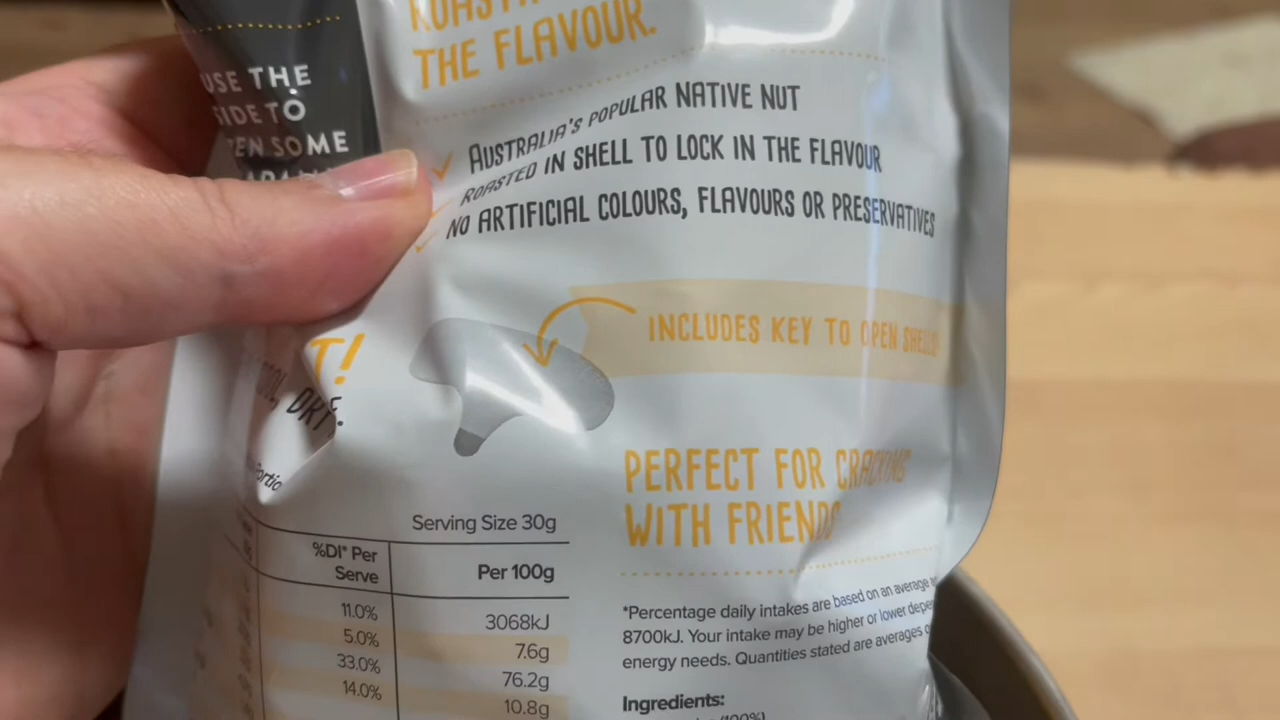 THE FLAVOUR.
USE THE
SIDE TO
SOME
AUSTRALIA'S POPULAR NATIVE NUT
ROASTED IN SHELL TO LOCK IN THE FLAVOUR
NO ARTIFICIAL COLOURS, FLAVOURS OR PRESERVATIVES
INCLUDES KEY TO OPEN
PERFECT FOR CRACKING
WITH FRIENDS
Serving Size 30g
%DI* Per Serve
Per 100g
11.0% 3068kJ
5.0% 7.6g
33.0% 76.2g
14.0% 10.8g
*Percentage daily intakes are based on an average
8700kJ. Your intake may be higher or lower
energy needs. Quantities stated are averages
Ingredients:
(100%)